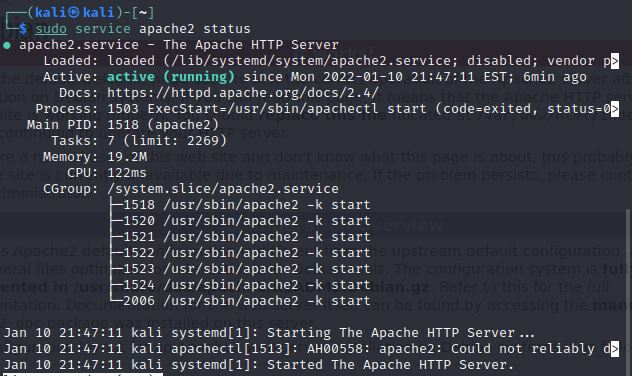 ┌──(kali㉿kali)-[~]
└─$ sudo service apache2 status
● apache2.service - The Apache HTTP Server
Loaded: loaded (/lib/systemd/system/apache2.service; disabled; vendor p>
Active: active (running) since Mon 2022-01-10 21:47:11 EST; 6min ago
Docs: https://httpd.apache.org/docs/2.4/
Process: 1503 ExecStart=/usr/sbin/apachectl start (code=exited, status=0>
Main PID: 1518 (apache2)
Tasks: 7 (limit: 2269)
Memory: 19.2M
CPU: 122ms
CGroup: /system.slice/apache2.service
├─1518 /usr/sbin/apache2 -k start
├─1520 /usr/sbin/apache2 -k start
├─1521 /usr/sbin/apache2 -k start
├─1522 /usr/sbin/apache2 -k start
├─1523 /usr/sbin/apache2 -k start
├─1524 /usr/sbin/apache2 -k start
└─2006 /usr/sbin/apache2 -k start
Jan 10 21:47:11 kali systemd[1]: Starting The Apache HTTP Server...
Jan 10 21:47:11 kali apachectl[1513]: AH00558: apache2: Could not reliably d>
Jan 10 21:47:11 kali systemd[1]: Started The Apache HTTP Server.